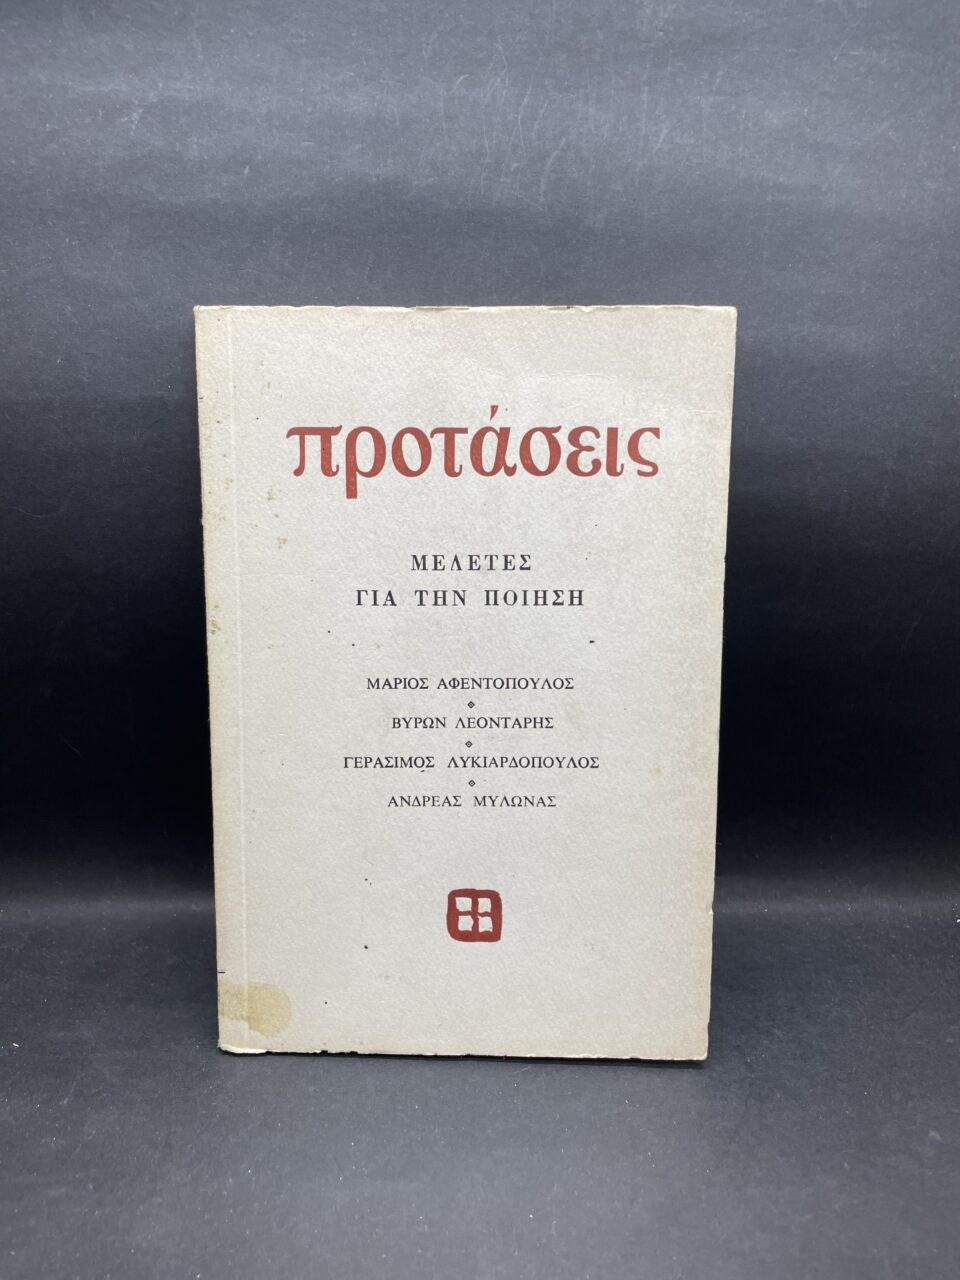 προτάσεις
ΜΕΛΕΤΕΣ
ΓΙΑ ΤΗΝ ΠΟΙΗΣΗ
ΜΑΡΙΟΣ ΑΦΕΝΤΟΠΟΥΛΟΣ
ΒΥΡΩΝ ΛΕΟΝΤΑΡΗΣ
ΓΕΡΑΣΙΜΟΣ ΛΥΚΙΑΡΔΟΠΟΥΛΟΣ
ΑΝΔΡΕΑΣ ΜΥΛΩΝΑΣ